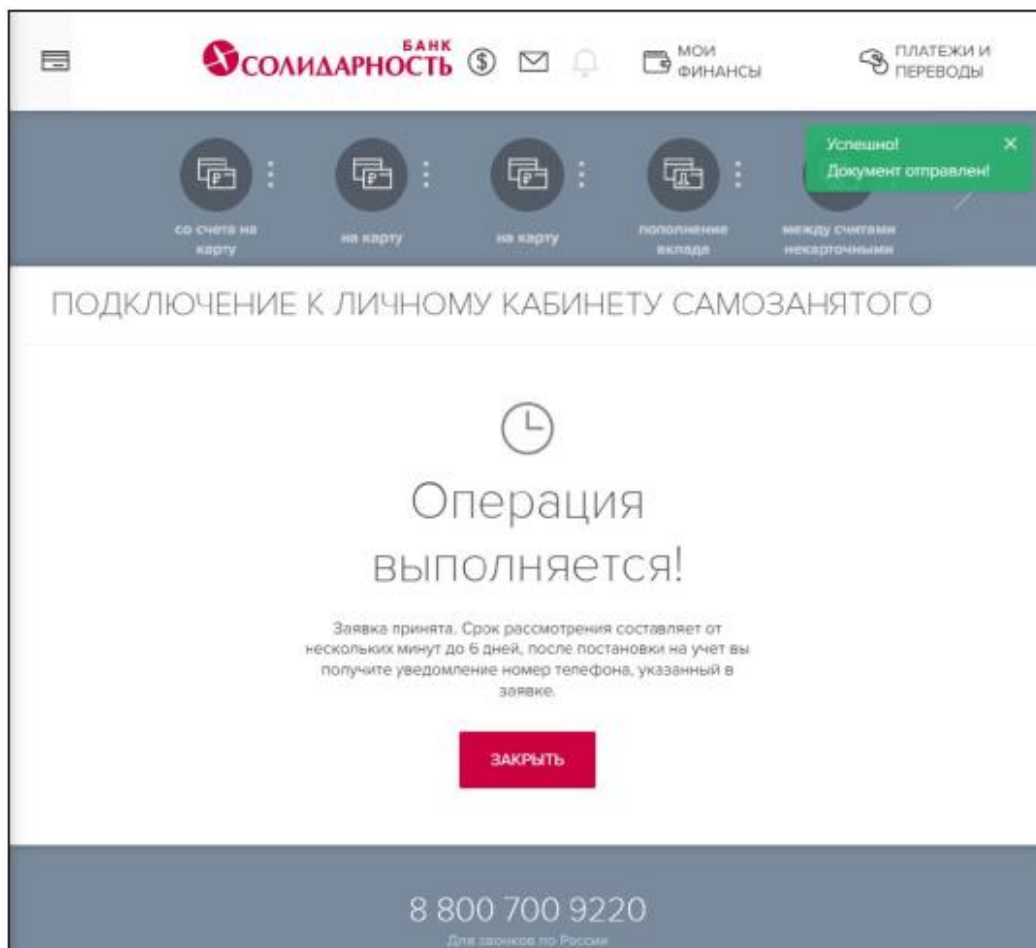 БАНК
СОЛИДАРНОСТЬ
МОИ
ФИНАНСЫ
ПЛАТЕЖИ И
ПЕРЕВОДЫ
Успешно!
Документ отправлен!
со счета на
карту
на карту
на карту
пополнение
вклада
между счетами
некарточными
ПОДКЛЮЧЕНИЕ К ЛИЧНОМУ КАБИНЕТУ САМОЗАНЯТОГО
Операция
выполняется!
Заявка принята. Срок рассмотрения составляет от
нескольких минут до 6 дней, после постановки на учет вы
получите уведомление номер телефона, указанный в
заявке.
ЗАКРЫТЬ
8 800 700 9220
Для звонков по России